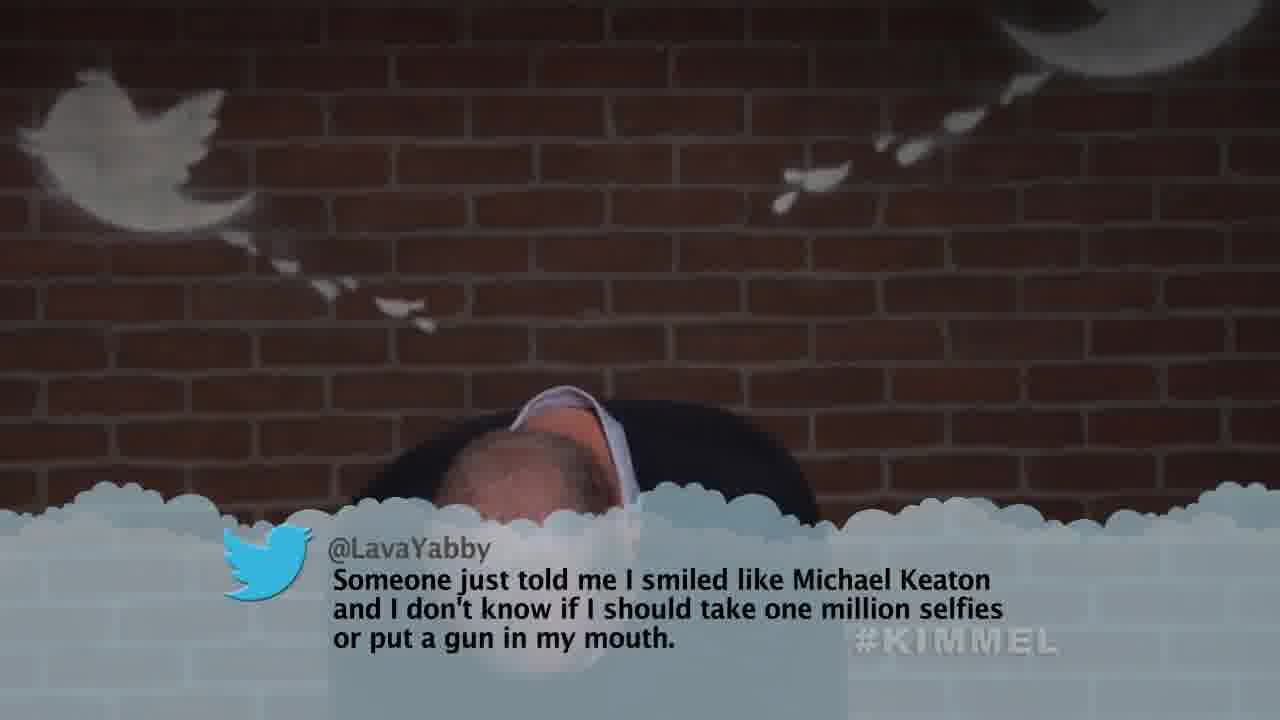 @LavaYabby
Someone just told me I smiled like Michael Keaton
and I don't know if I should take one million selfies
or put a gun in my mouth.
#KIMMEL